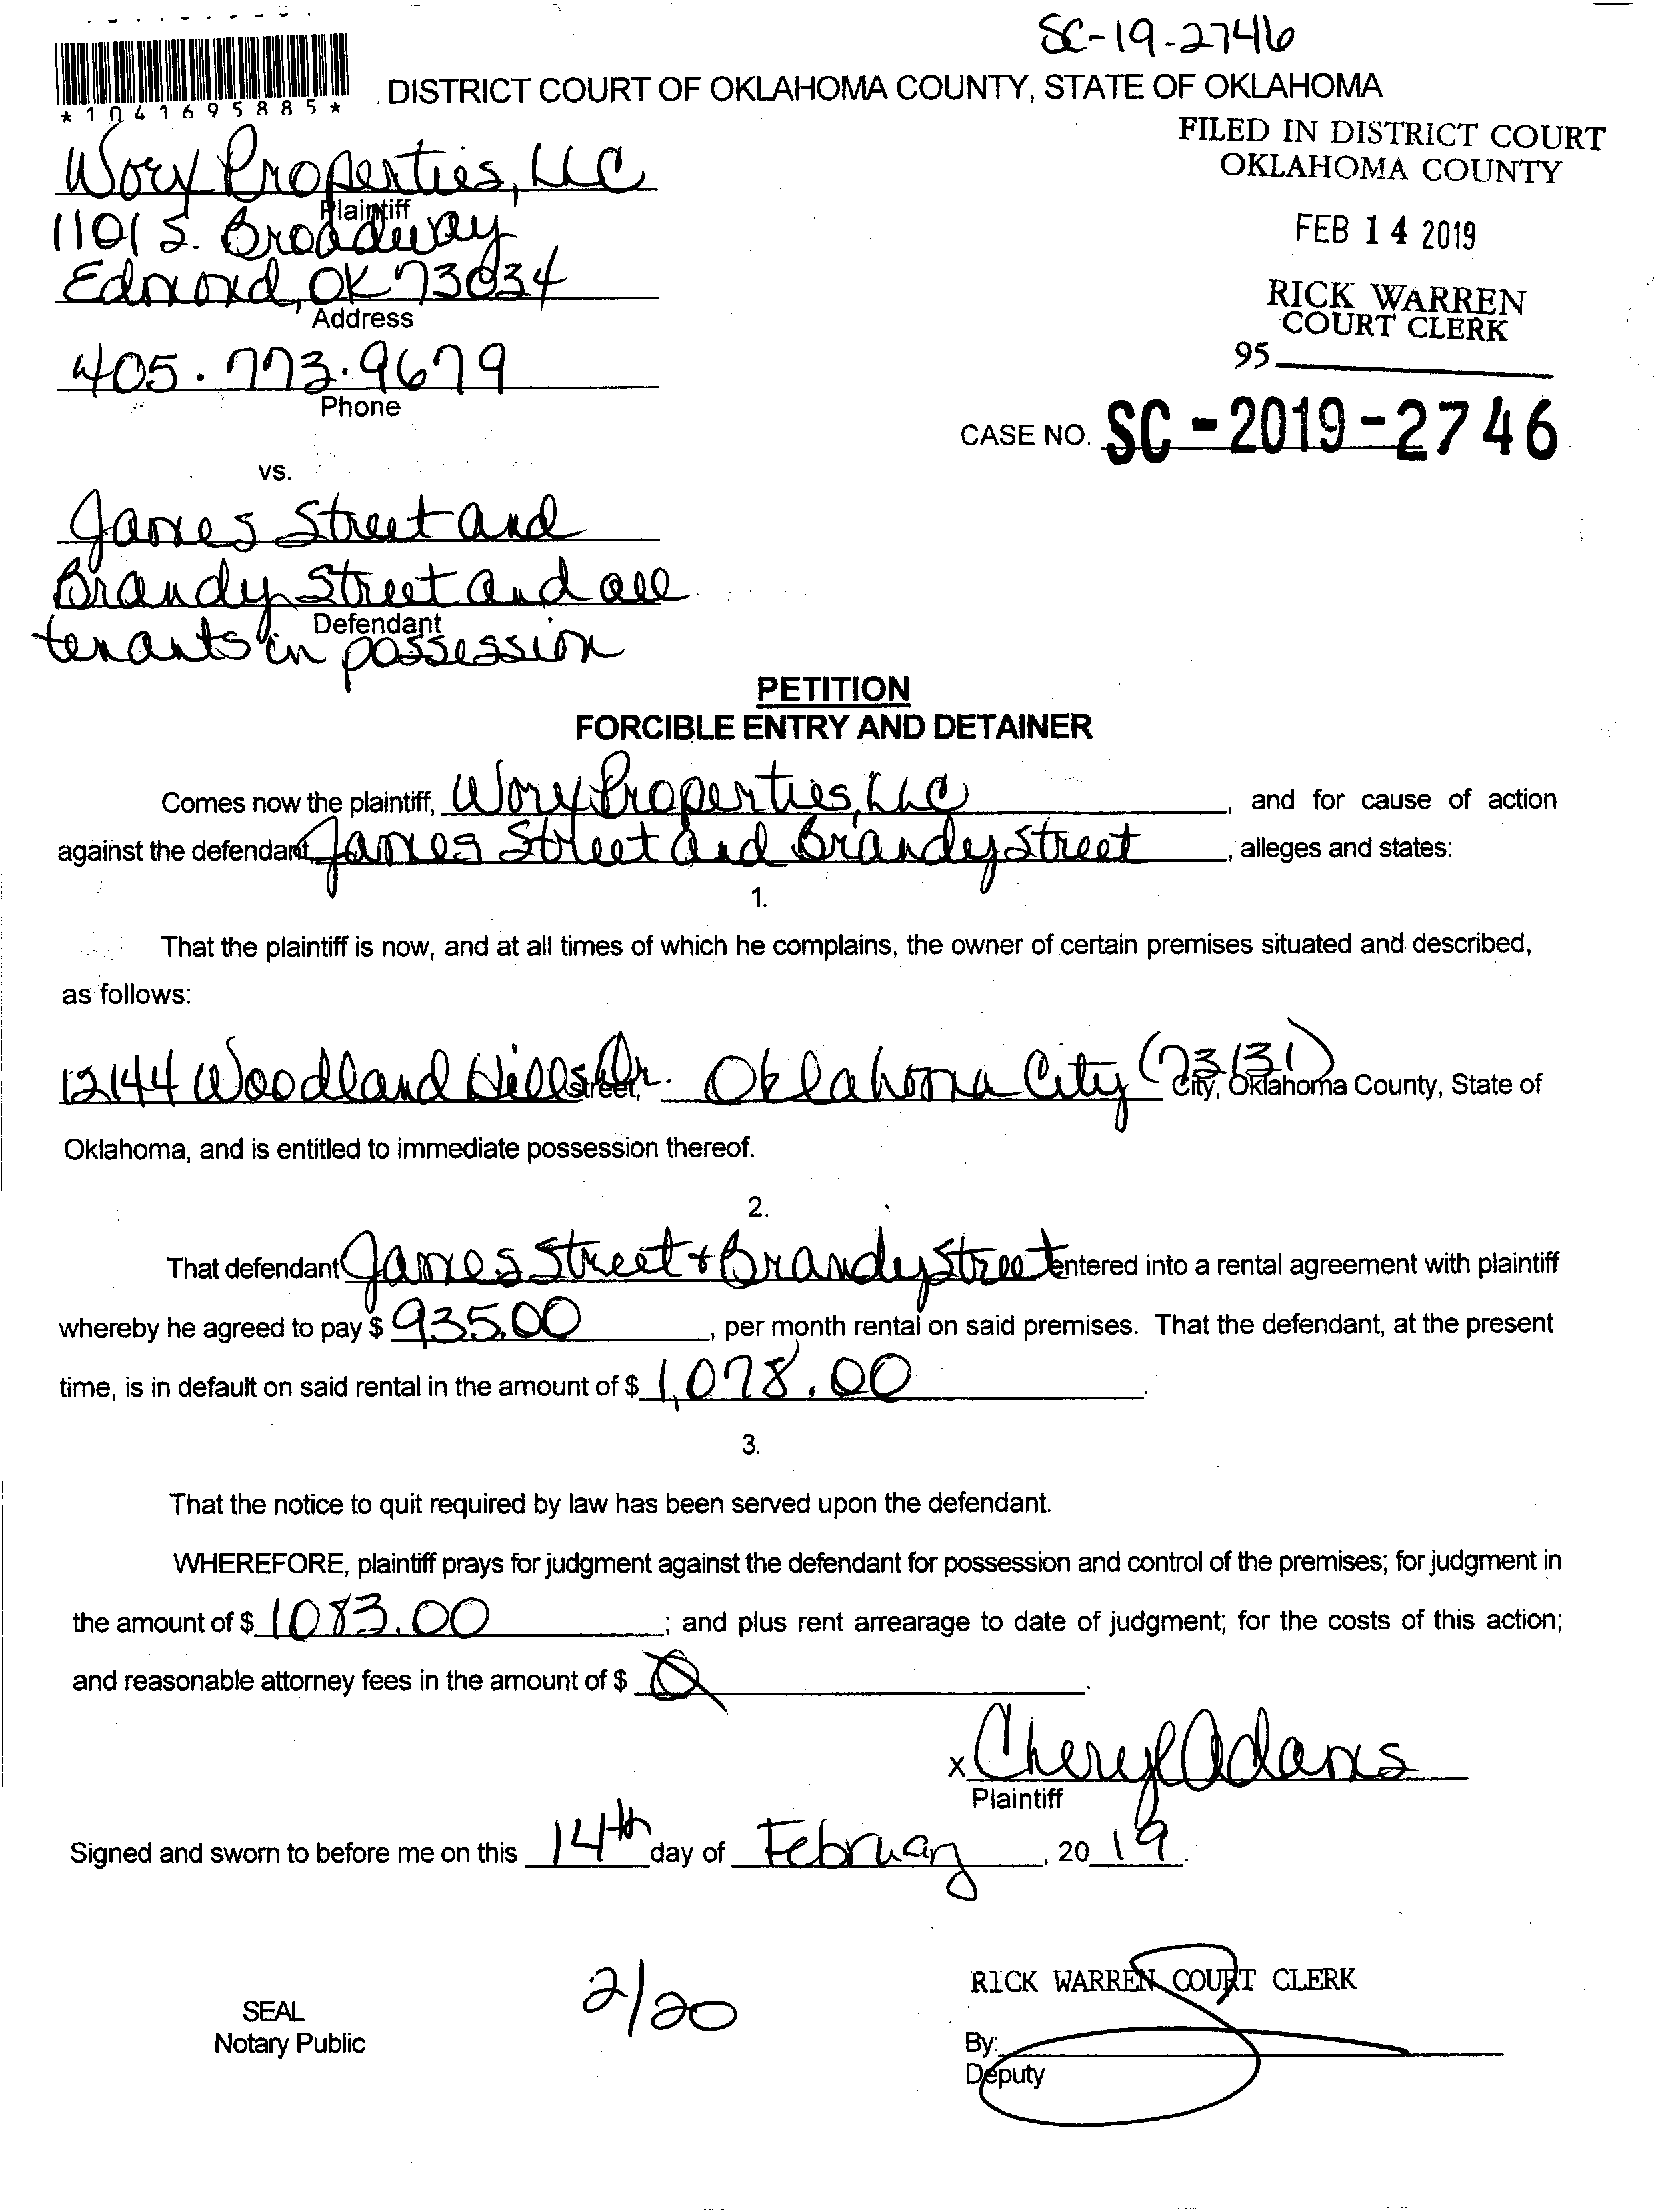 SC-19-2746
*1041695885*
DISTRICT COURT OF OKLAHOMA COUNTY, STATE OF OKLAHOMA
FILED IN DISTRICT COURT
OKLAHOMA COUNTY
Wory Properties, LLC
Plaintiff
1101 S. Broadway
FEB 14 2019
Edmond, OK 73034
Address
RICK WARREN
COURT CLERK
95
405.773.9679
Phone
CASE NO. SC-2019-2746
vs.
James Street and
Brandy Street and all
Defendant
tenants in possession
PETITION
FORCIBLE ENTRY AND DETAINER
Comes now the plaintiff, Wory Properties, LLC, and for cause of action
against the defendant James Street and Brandy Street, alleges and states:
1.
That the plaintiff is now, and at all times of which he complains, the owner of certain premises situated and described,
as follows:
12144 Woodland Hills Dr. Street, Oklahoma City (73131) City, Oklahoma County, State of
Oklahoma, and is entitled to immediate possession thereof.
2.
That defendant James Street + Brandy Street entered into a rental agreement with plaintiff
whereby he agreed to pay $ 935.00, per month rental on said premises. That the defendant, at the present
time, is in default on said rental in the amount of $ 1,078.00.
3.
That the notice to quit required by law has been served upon the defendant.
WHEREFORE, plaintiff prays for judgment against the defendant for possession and control of the premises; for judgment in
the amount of $ 1083.00; and plus rent arrearage to date of judgment; for the costs of this action;
and reasonable attorney fees in the amount of $ 0.
x Cheryl Adams
Plaintiff
Signed and sworn to before me on this 14th day of February, 2019.
RICK WARREN COURT CLERK
2/20
SEAL
Notary Public
By:
Deputy